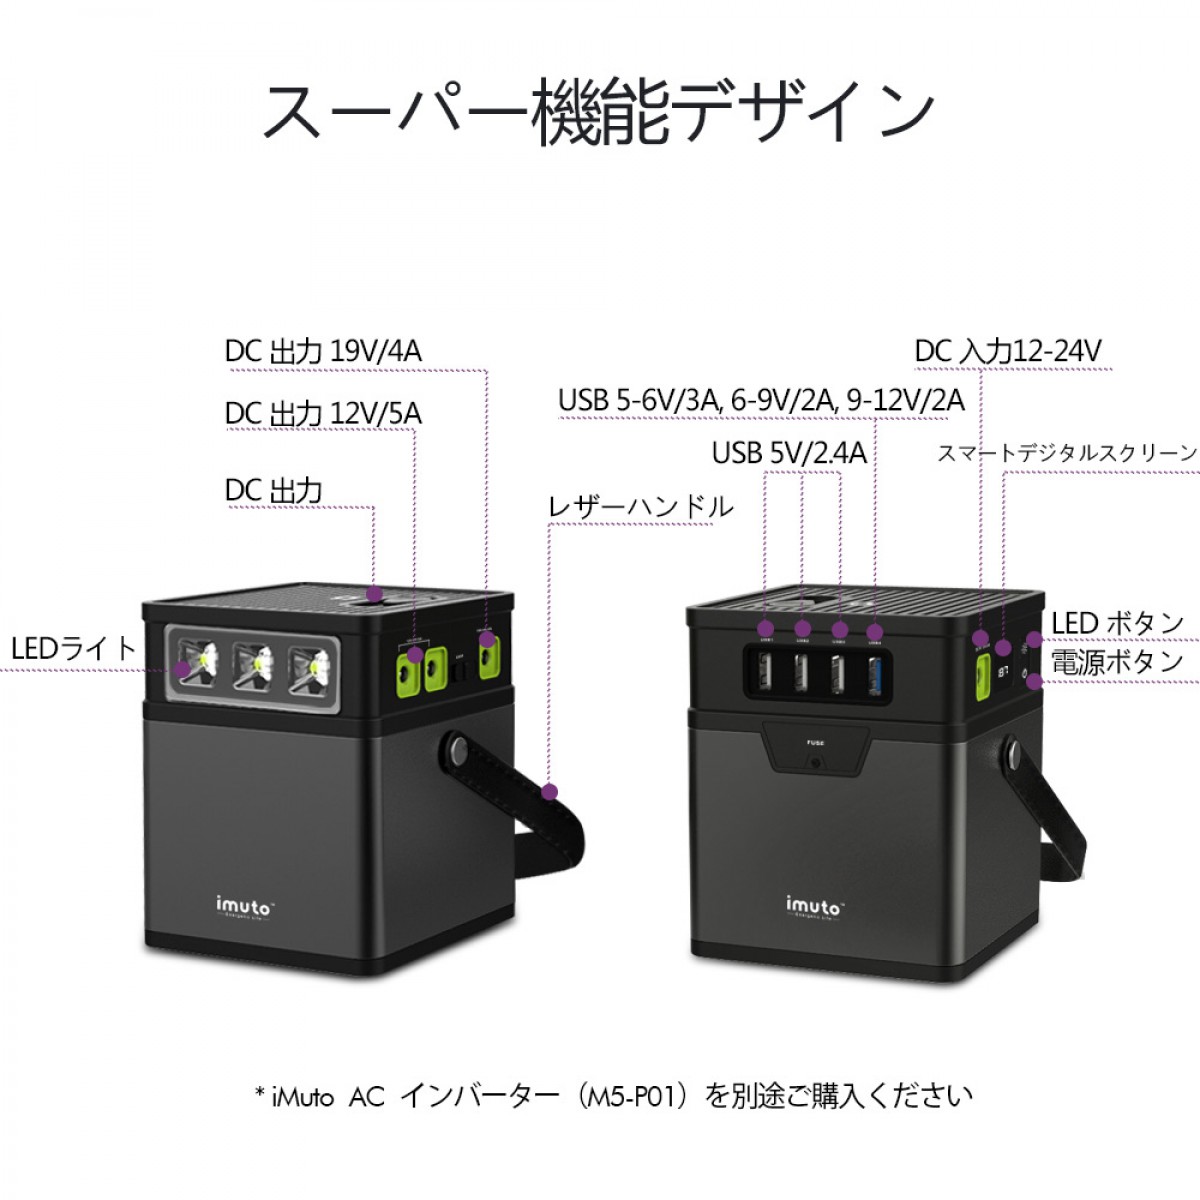 スーパー機能デザイン
DC 出力 19V/4A
DC 出力 12V/5A
DC 出力
LEDライト
レザーハンドル
USB 5-6V/3A, 6-9V/2A, 9-12V/2A
USB 5V/2.4A
DC 入力12-24V
スマートデジタルスクリーン
LED ボタン
電源ボタン
FUSE
imuto™
imuto™
* iMuto AC インバーター（M5-P01）を別途ご購入ください